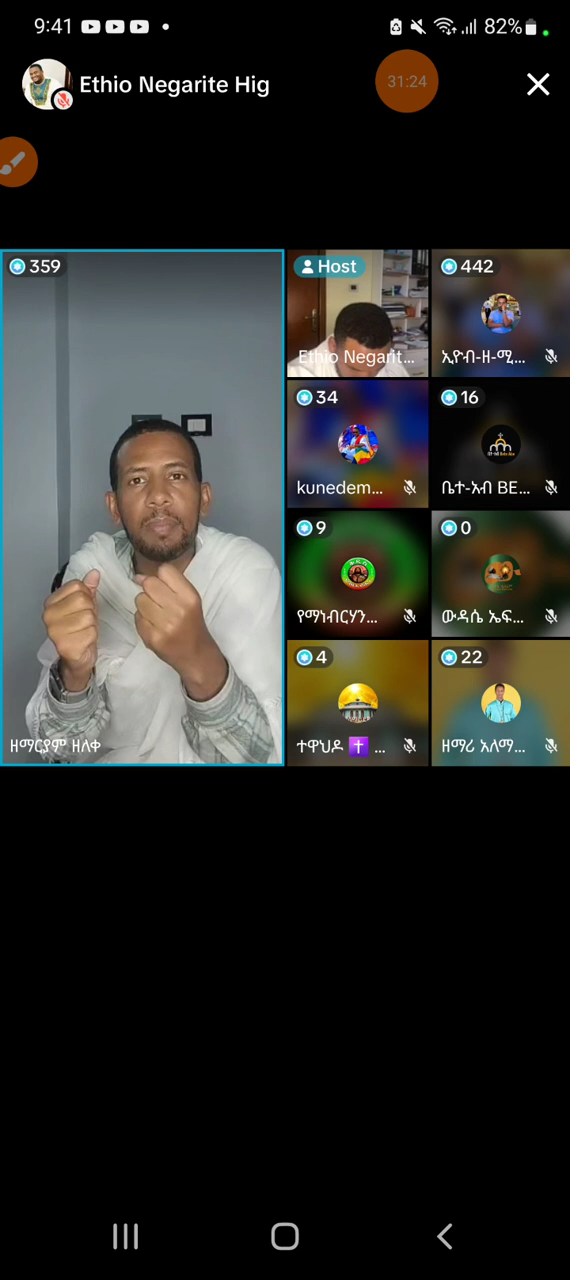 9:41
82%
Ethio Negarite Hig
31:24
359
Host
442
Ethio Negarit...
ኢዮብ-ዘ-ሚ...
34
16
kunedem...
ቤተ-አብ BE...
9
0
የማነብርሃን...
ውዳሴ ኤፍ...
4
22
ዘማርያም ዘለቀ
ተዋህዶ ✝️ ...
ዘማሪ አለማ...